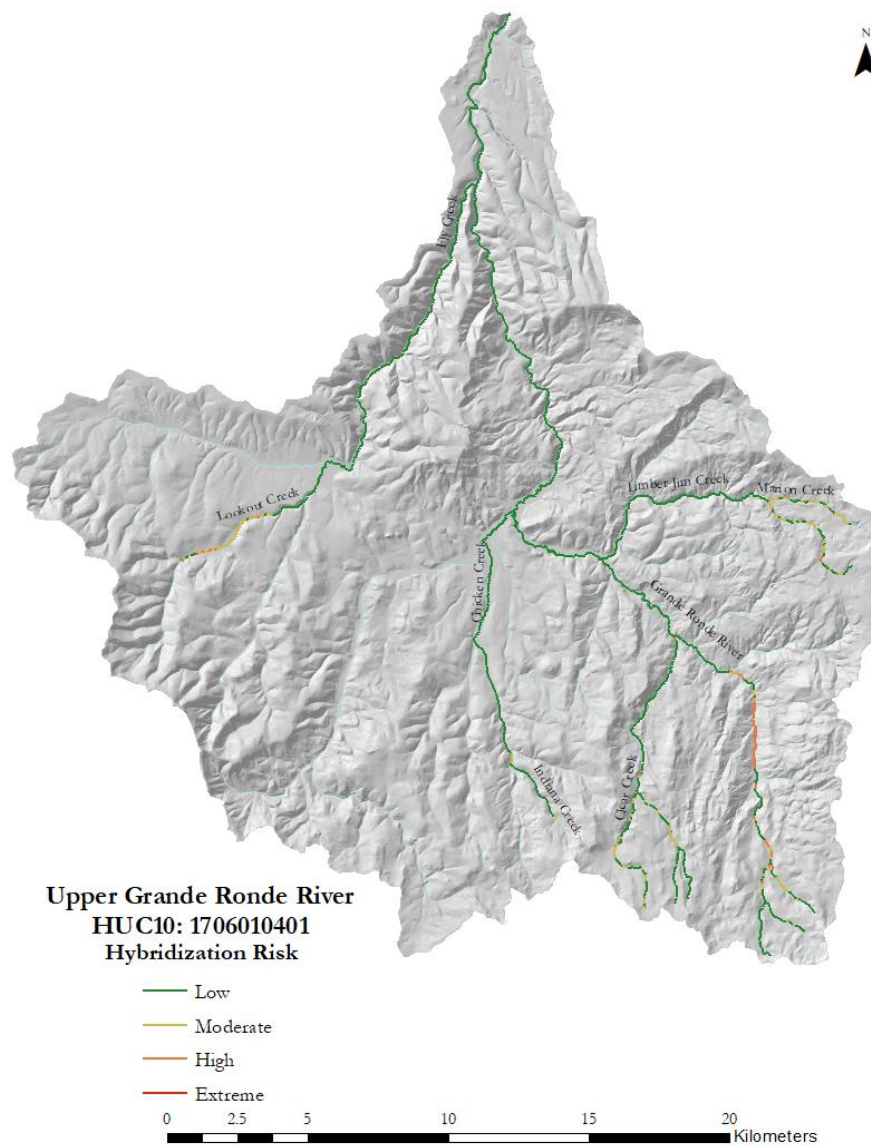 N
Fly Creek
Limber Jim Creek
Marion Creek
Lookout Creek
Chicken Creek
Grande Ronde River
Indiana Creek
Clear Creek
Upper Grande Ronde River
HUC10: 1706010401
Hybridization Risk
Low
Moderate
High
Extreme
0 2.5 5 10 15 20
Kilometers